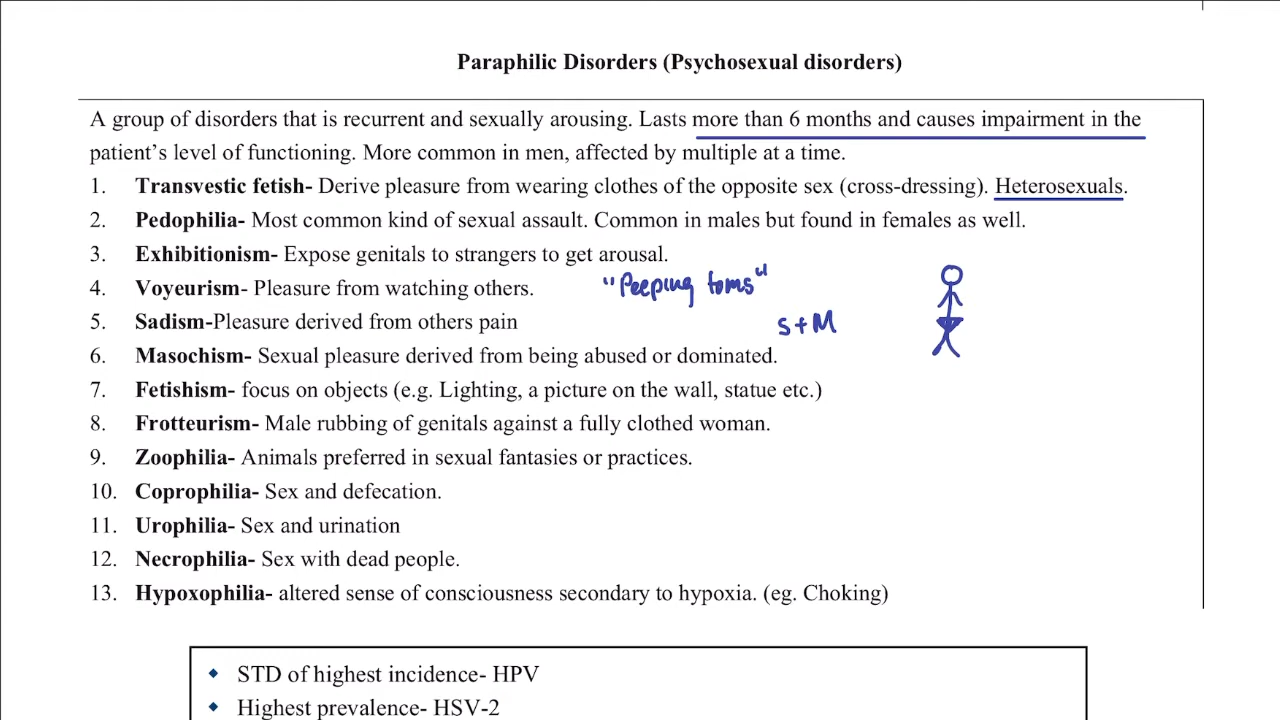 Paraphilic Disorders (Psychosexual disorders)
A group of disorders that is recurrent and sexually arousing. Lasts more than 6 months and causes impairment in the
patient's level of functioning. More common in men, affected by multiple at a time.
1. Transvestic fetish- Derive pleasure from wearing clothes of the opposite sex (cross-dressing). Heterosexuals.
2. Pedophilia- Most common kind of sexual assault. Common in males but found in females as well.
3. Exhibitionism- Expose genitals to strangers to get arousal.
4. Voyeurism- Pleasure from watching others. "Peeping toms"
5. Sadism-Pleasure derived from others pain S+M
6. Masochism- Sexual pleasure derived from being abused or dominated.
7. Fetishism- focus on objects (e.g. Lighting, a picture on the wall, statue etc.)
8. Frotteurism- Male rubbing of genitals against a fully clothed woman.
9. Zoophilia- Animals preferred in sexual fantasies or practices.
10. Coprophilia- Sex and defecation.
11. Urophilia- Sex and urination
12. Necrophilia- Sex with dead people.
13. Hypoxophilia- altered sense of consciousness secondary to hypoxia. (eg. Choking)
◆ STD of highest incidence- HPV
◆ Highest prevalence- HSV-2